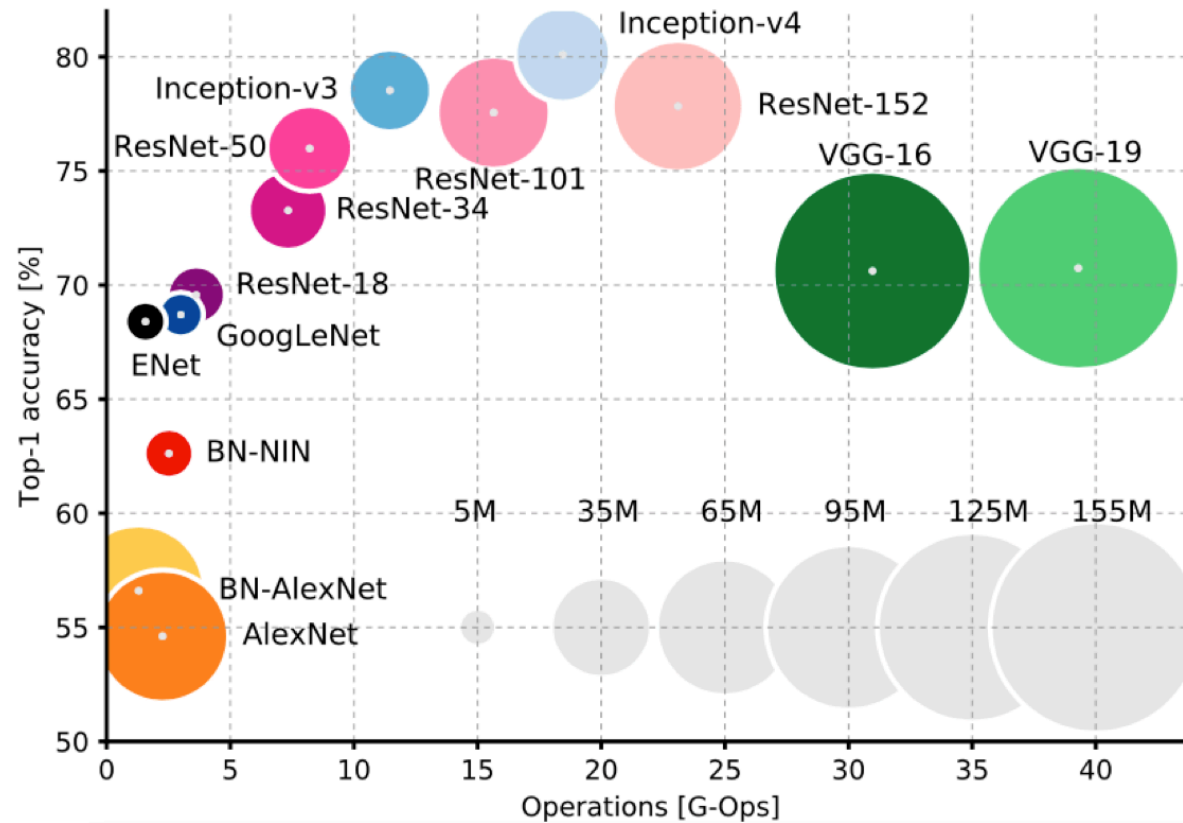 Inception-v4
80
Inception-v3
ResNet-152
ResNet-50
VGG-16
VGG-19
75
ResNet-101
ResNet-34
Top-1 accuracy [%]
70
ResNet-18
GoogLeNet
ENet
65
BN-NIN
60
5M 35M 65M 95M 125M 155M
BN-AlexNet
55
AlexNet
50
0 5 10 15 20 25 30 35 40
Operations [G-Ops]